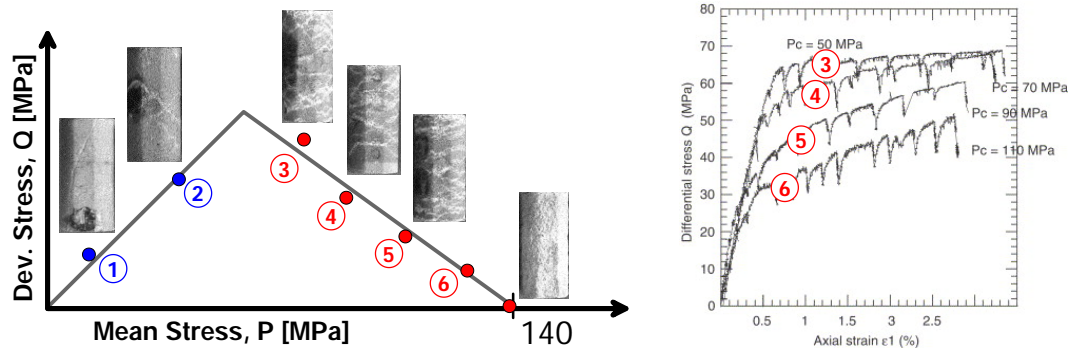 Dev. Stress, Q [MPa]
1
2
3
4
5
6
Mean Stress, P [MPa]
140
Differential stress Q (MPa)
80
70
60
50
40
30
20
10
0
Pc = 50 MPa
3
4
5
6
Pc = 70 MPa
Pc = 90 MPa
Pc = 110 MPa
0.5 1 1.5 2 2.5 3
Axial strain ε1 (%)